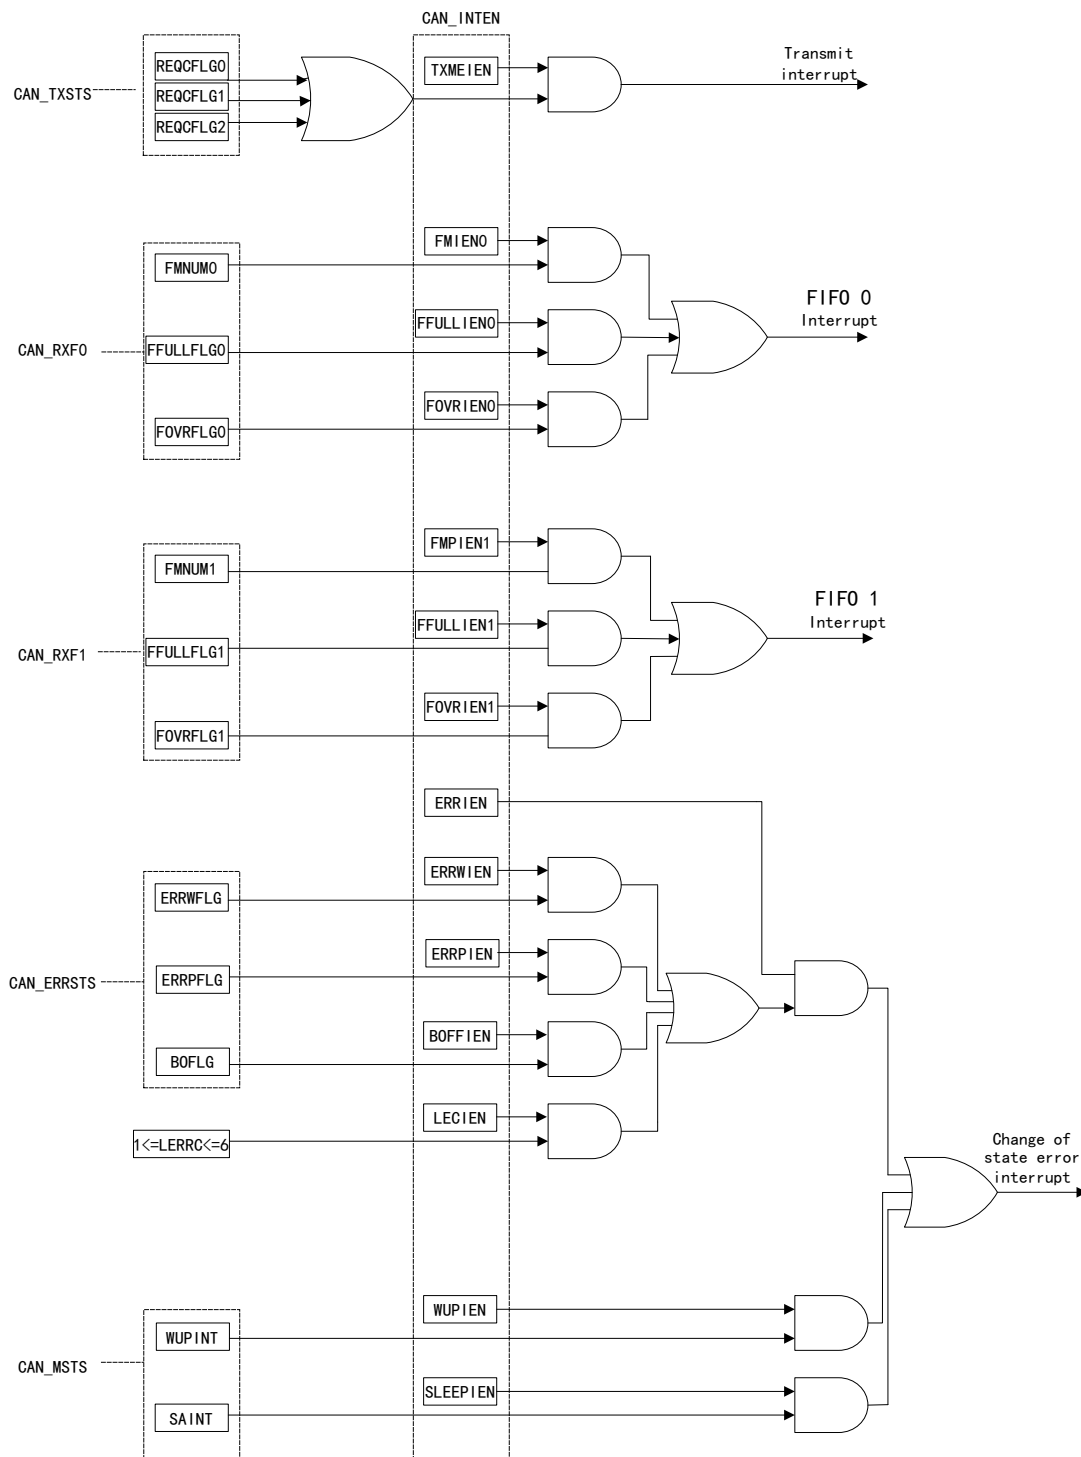 CAN_INTEN
CAN_TXSTS
REQCFLG0
REQCFLG1
REQCFLG2
TXMEIEN
Transmit
interrupt
CAN_RXF0
FMNUM0
FFULLFLG0
FOVRFLG0
FMIEN0
FFULLIEN0
FOVRIEN0
FIFO 0
Interrupt
CAN_RXF1
FMNUM1
FFULLFLG1
FOVRFLG1
FMPIEN1
FFULLIEN1
FOVRIEN1
FIFO 1
Interrupt
ERRIEN
CAN_ERRSTS
ERRWFLG
ERRPFLG
BOFLG
1<=LERRC<=6
ERRWIEN
ERRPIEN
BOFFIEN
LECIEN
Change of
state error
interrupt
CAN_MSTS
WUPINT
SAINT
WUPIEN
SLEEPIEN